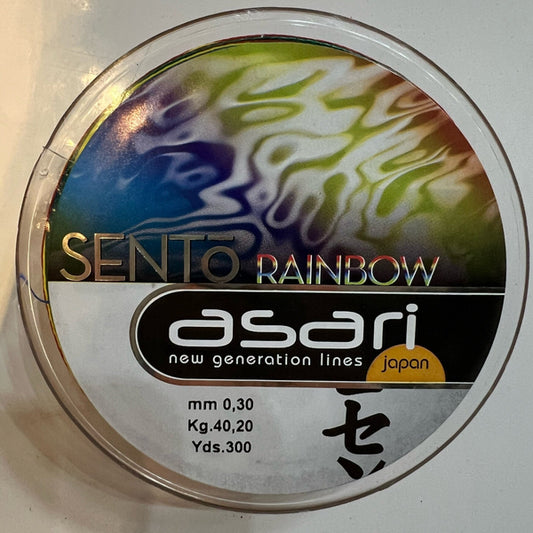 SENTō RAINBOW
asari
new generation lines
japan
mm 0,30
Kg.40,20
Yds.300
セ